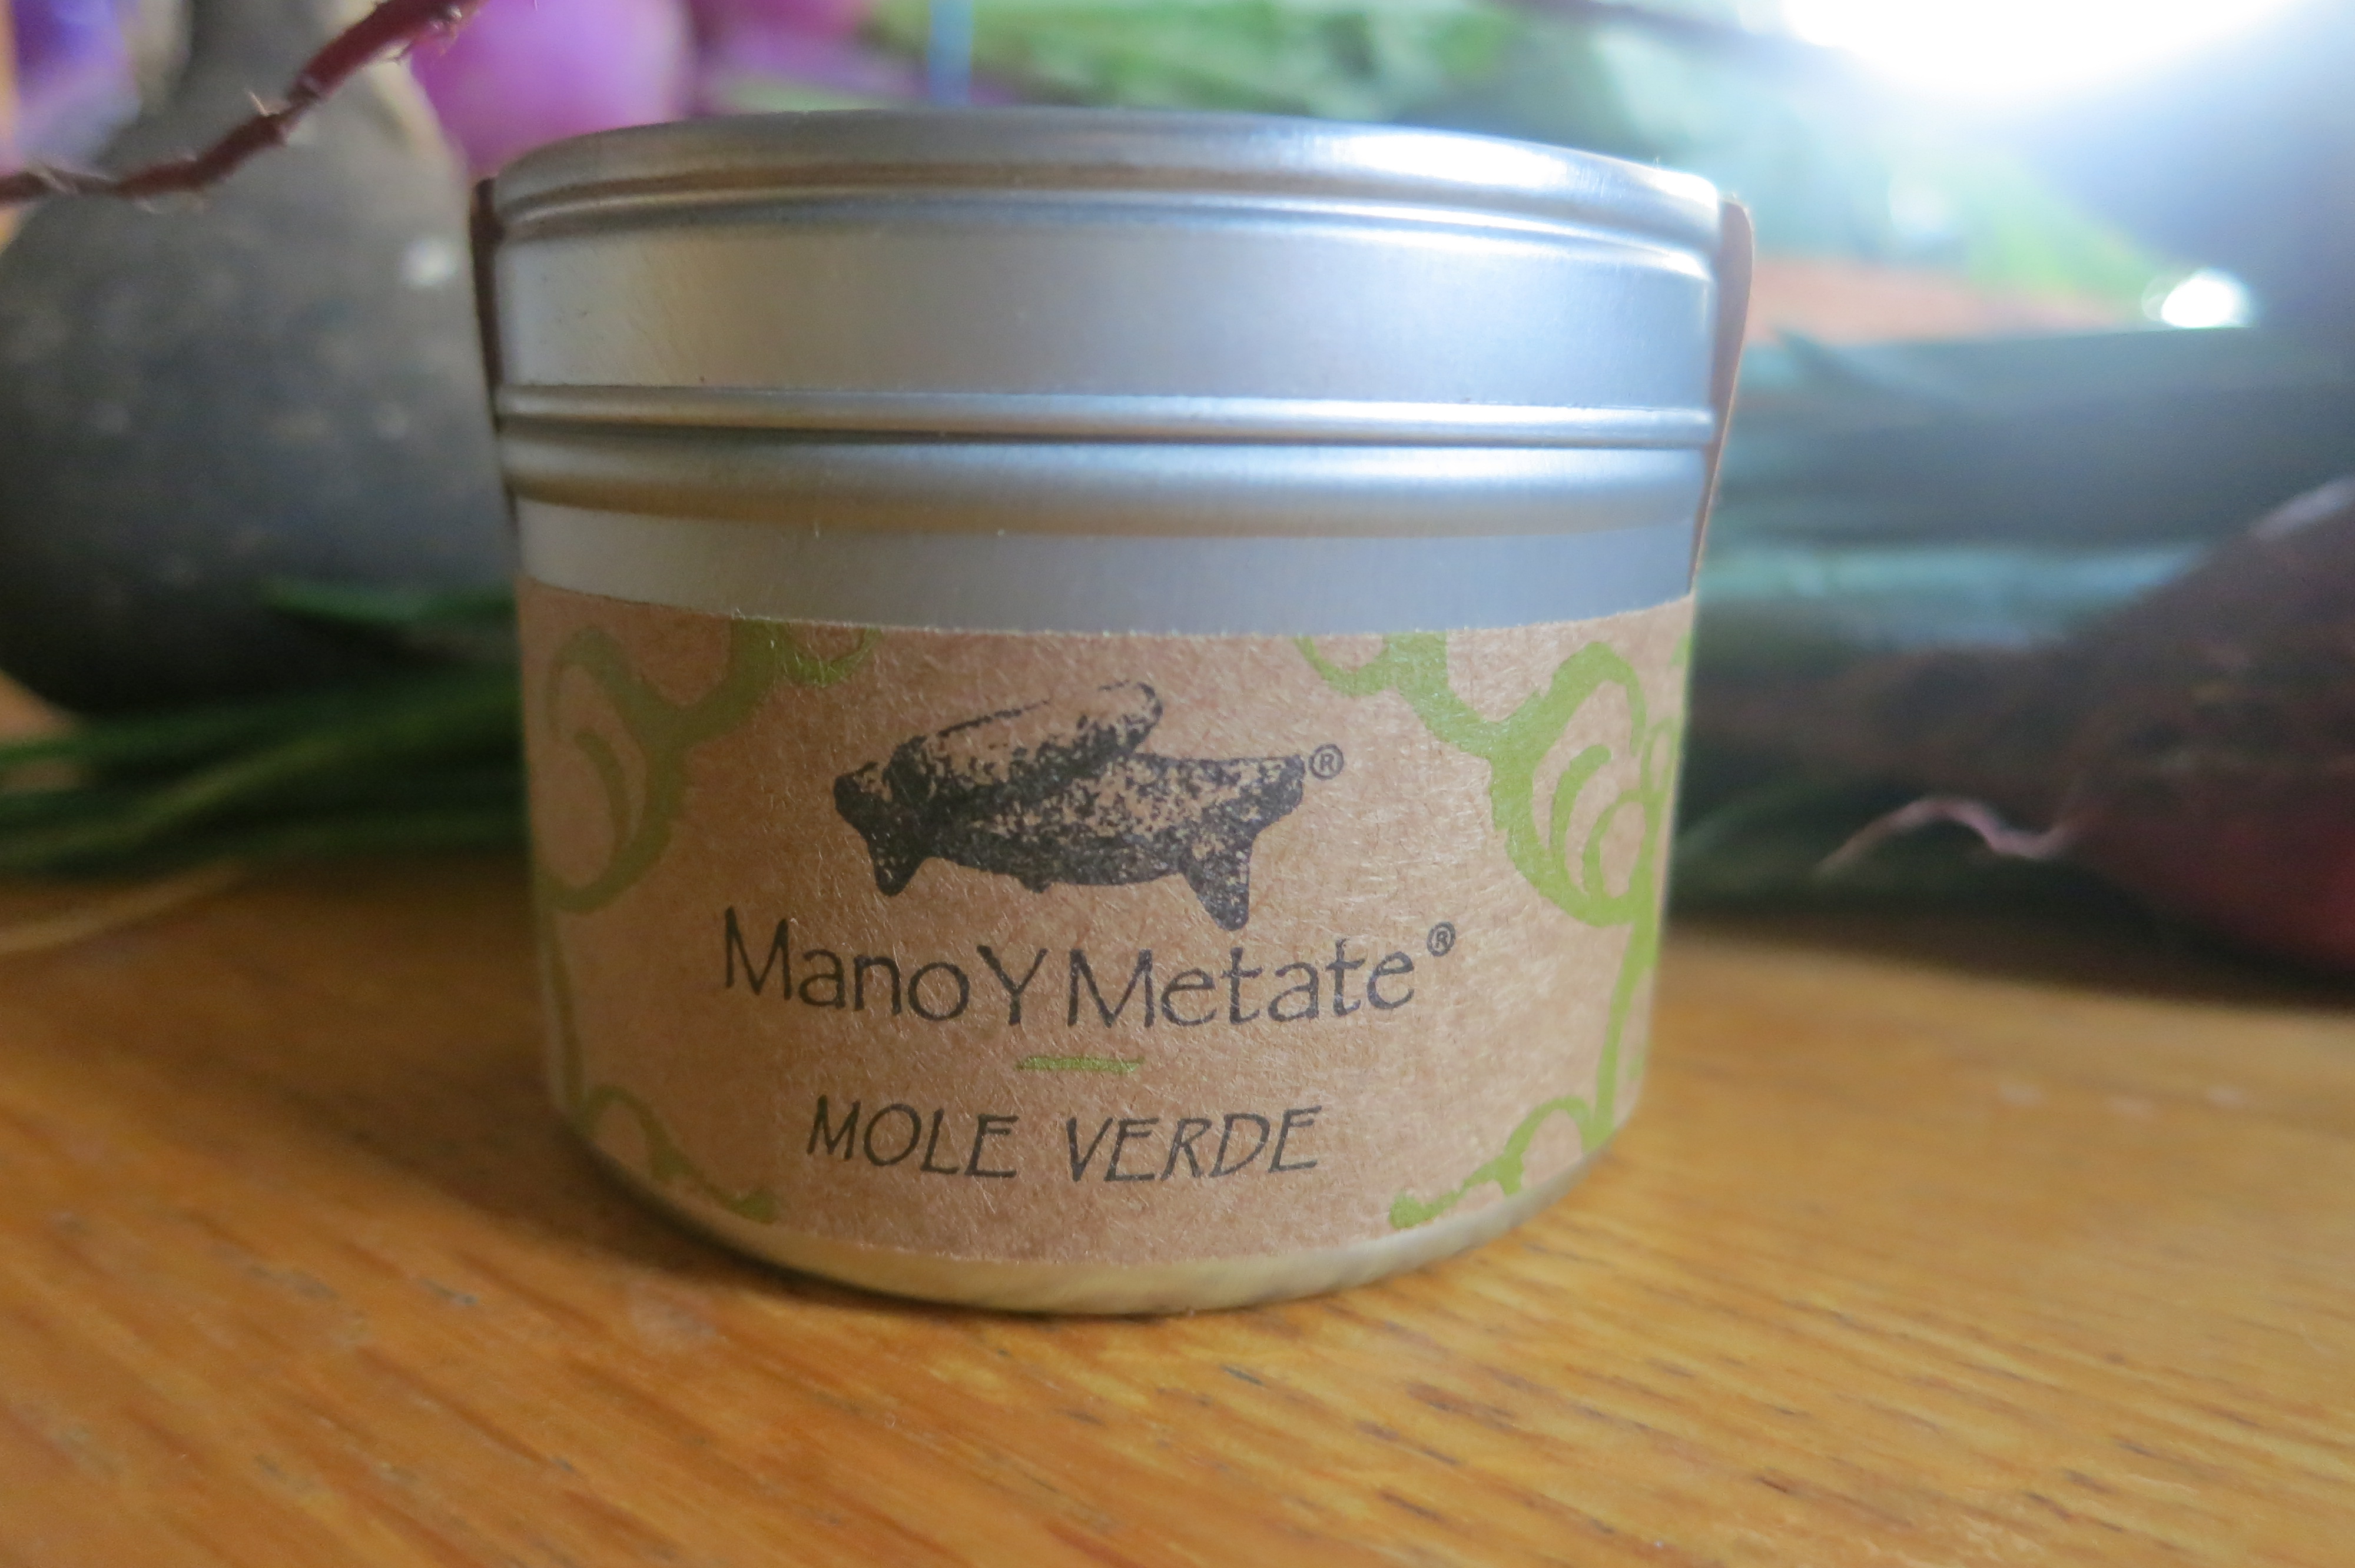 ®
Mano Y Metate®
MOLE VERDE